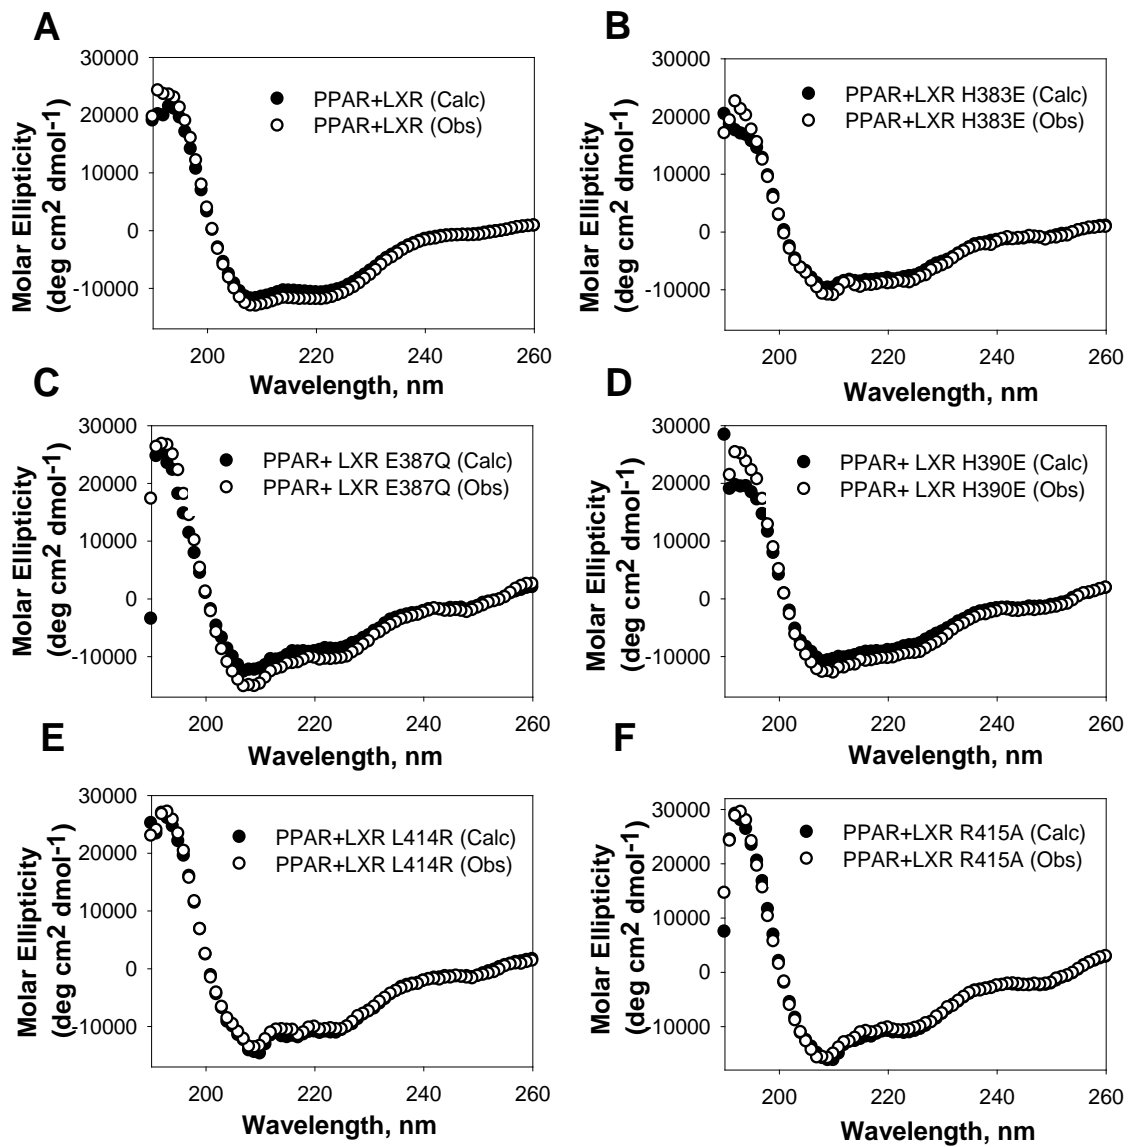 A
Molar Ellipticity
(deg cm2 dmol-1)
30000
20000
10000
0
-10000
PPAR+LXR (Calc)
PPAR+LXR (Obs)
200
220
240
260
Wavelength, nm
B
Molar Ellipticity
(deg cm2 dmol-1)
30000
20000
10000
0
-10000
PPAR+LXR H383E (Calc)
PPAR+LXR H383E (Obs)
200
220
240
260
Wavelength, nm
C
Molar Ellipticity
(deg cm2 dmol-1)
30000
20000
10000
0
-10000
PPAR+ LXR E387Q (Calc)
PPAR+ LXR E387Q (Obs)
200
220
240
260
Wavelength, nm
D
Molar Ellipticity
(deg cm2 dmol-1)
30000
20000
10000
0
-10000
PPAR+ LXR H390E (Calc)
PPAR+ LXR H390E (Obs)
200
220
240
260
Wavelength, nm
E
Molar Ellipticity
(deg cm2 dmol-1)
30000
20000
10000
0
-10000
PPAR+LXR L414R (Calc)
PPAR+LXR L414R (Obs)
200
220
240
260
Wavelength, nm
F
Molar Ellipticity
(deg cm2 dmol-1)
30000
20000
10000
0
-10000
PPAR+LXR R415A (Calc)
PPAR+LXR R415A (Obs)
200
220
240
260
Wavelength, nm